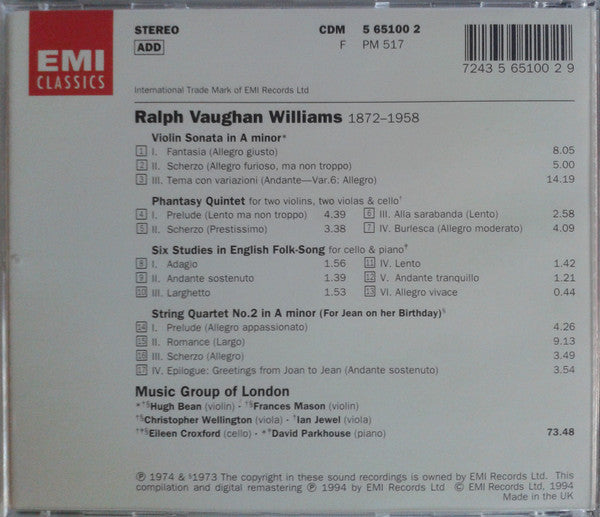 EMI
CLASSICS
STEREO CDM 5 65100 2
ADD F PM 517
7243 5 65100 2 9
International Trade Mark of EMI Records Ltd
Ralph Vaughan Williams 1872–1958
Violin Sonata in A minor*
1 I. Fantasia (Allegro giusto) 8.05
2 II. Scherzo (Allegro furioso, ma non troppo) 5.00
3 III. Tema con variazioni (Andante—Var.6: Allegro) 14.19
Phantasy Quintet for two violins, two violas & cello†
4 I. Prelude (Lento ma non troppo) 4.39 6 III. Alla sarabanda (Lento) 2.58
5 II. Scherzo (Prestissimo) 3.38 7 IV. Burlesca (Allegro moderato) 4.09
Six Studies in English Folk-Song for cello & piano‡
8 I. Adagio 1.56 11 IV. Lento 1.42
9 II. Andante sostenuto 1.39 12 V. Andante tranquillo 1.21
10 III. Larghetto 1.53 13 VI. Allegro vivace 0.44
String Quartet No.2 in A minor (For Jean on her Birthday)§
14 I. Prelude (Allegro appassionato) 4.26
15 II. Romance (Largo) 9.13
16 III. Scherzo (Allegro) 3.49
17 IV. Epilogue: Greetings from Joan to Jean (Andante sostenuto) 3.54
Music Group of London
*†§Hugh Bean (violin) · †§Frances Mason (violin)
†§Christopher Wellington (viola) · †Ian Jewel (viola)
†‡§Eileen Croxford (cello) · *‡David Parkhouse (piano) 73.48
℗ 1974 & §1973 The copyright in these sound recordings is owned by EMI Records Ltd. This
compilation and digital remastering ℗ 1994 by EMI Records Ltd. © EMI Records Ltd, 1994
Made in the UK